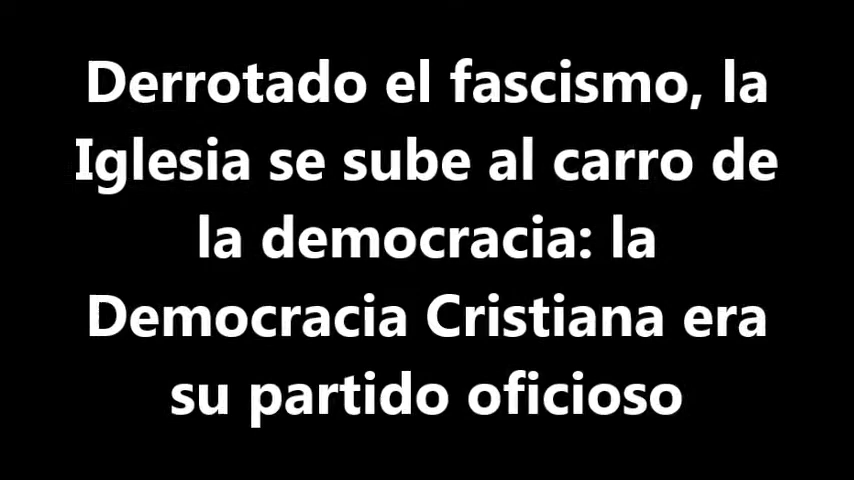 Derrotado el fascismo, la
Iglesia se sube al carro de
la democracia: la
Democracia Cristiana era
su partido oficioso